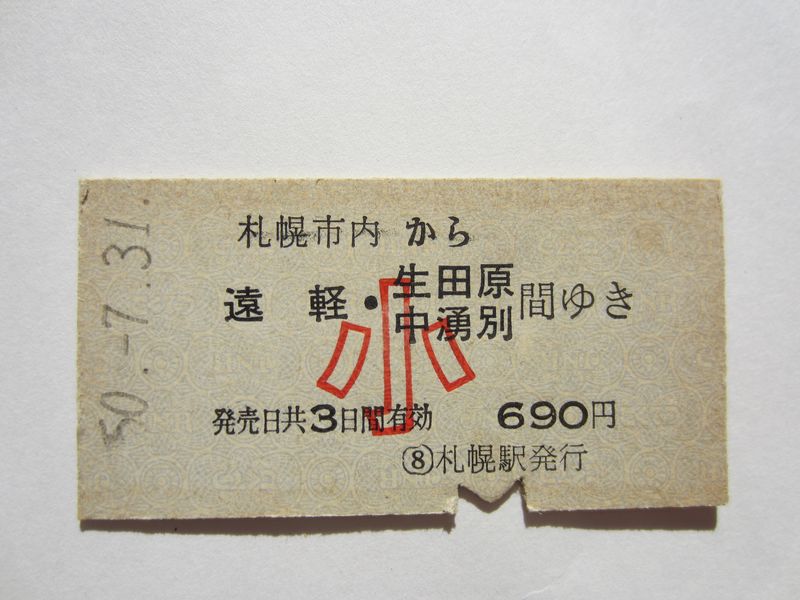 50.-7.31.
札幌市内から
遠軽・生田原
中湧別間ゆき
小
発売日共3日間有効 690円
⑧札幌駅発行